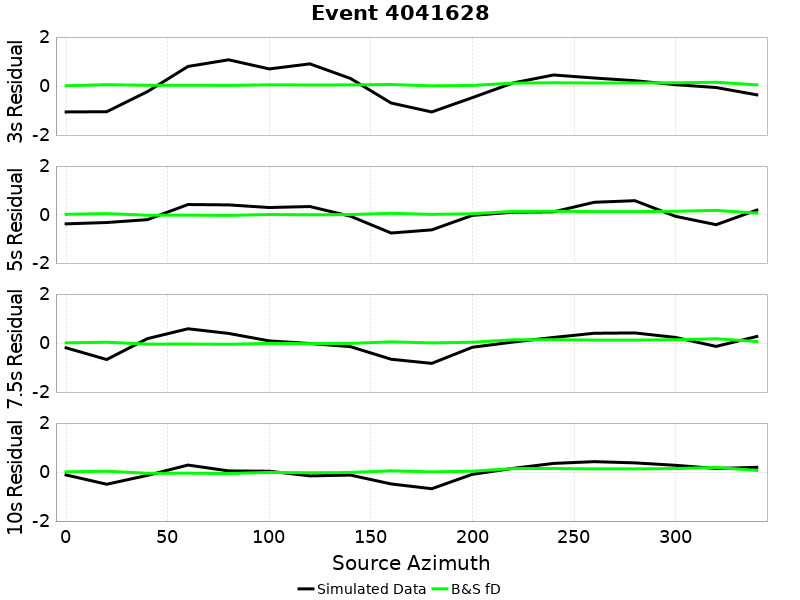 Event 4041628
3s Residual
2
0
-2
5s Residual
2
0
-2
7.5s Residual
2
0
-2
10s Residual
2
0
-2
0 50 100 150 200 250 300
Source Azimuth
Simulated Data B&S fD